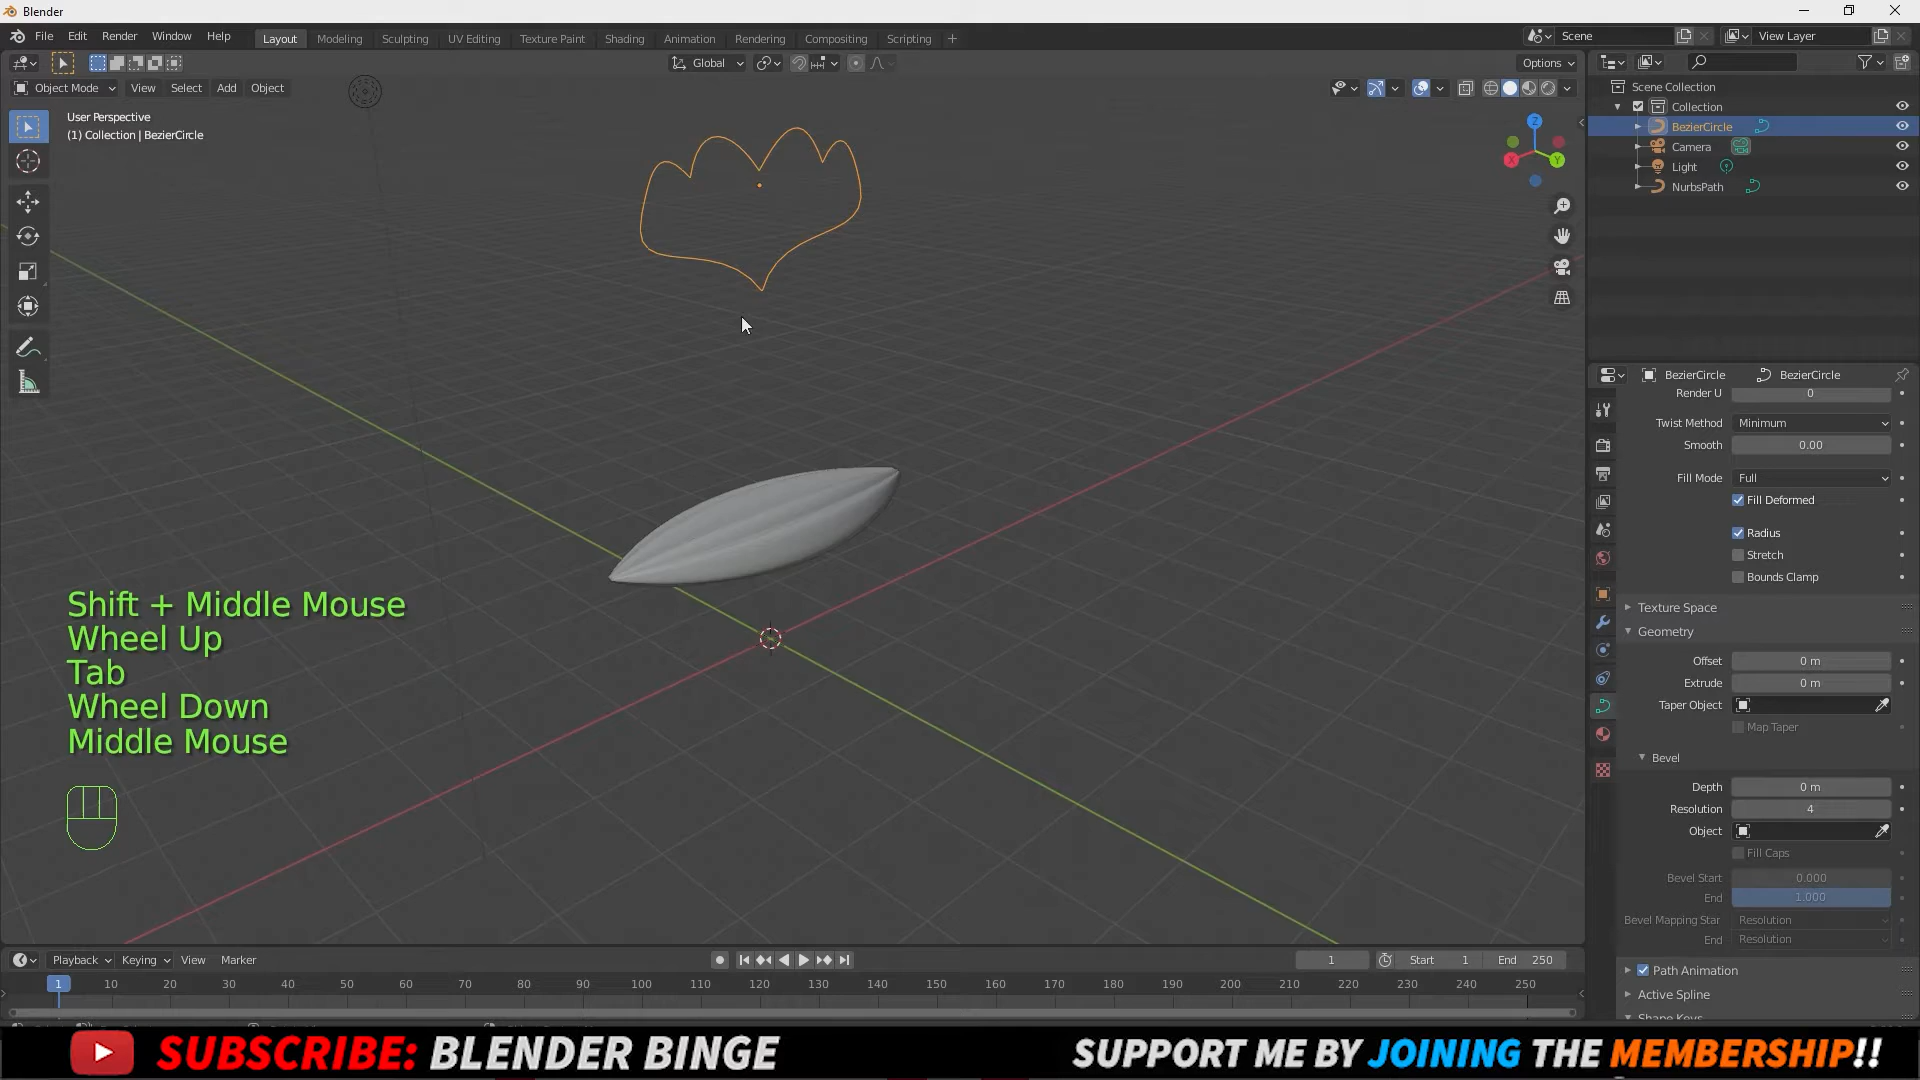 Blender
File Edit Render Window Help
Layout Modeling Sculpting UV Editing Texture Paint Shading Animation Rendering Compositing Scripting +
Scene View Layer
Global Options
Object Mode View Select Add Object
User Perspective
(1) Collection | BezierCircle
Z
X
Y
Scene Collection
Collection
BezierCircle
Camera
Light
NurbsPath
BezierCircle BezierCircle
Render U 0
Twist Method Minimum
Smooth 0.00
Fill Mode Full
Fill Deformed
Radius
Stretch
Bounds Clamp
Texture Space
Geometry
Offset 0 m
Extrude 0 m
Taper Object
Map Taper
Bevel
Depth 0 m
Resolution 4
Object
Fill Caps
Bevel Start 0.000
End 1.000
Bevel Mapping Star Resolution
End Resolution
Path Animation
Active Spline
Shape Keys
Shift + Middle Mouse
Wheel Up
Tab
Wheel Down
Middle Mouse
Playback Keying View Marker
1 Start 1 End 250
1 10 20 30 40 50 60 70 80 90 100 110 120 130 140 150 160 170 180 190 200 210 220 230 240 250
SUBSCRIBE: BLENDER BINGE
SUPPORT ME BY JOINING THE MEMBERSHIP!!